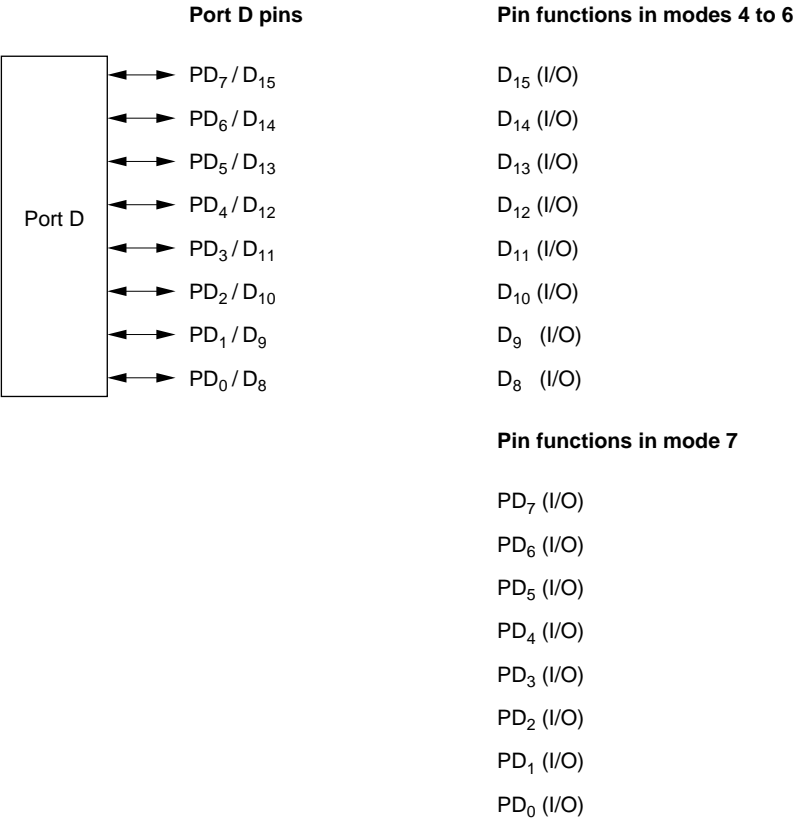 Port D pins Pin functions in modes 4 to 6
Port D
PD7 / D15 D15 (I/O)
PD6 / D14 D14 (I/O)
PD5 / D13 D13 (I/O)
PD4 / D12 D12 (I/O)
PD3 / D11 D11 (I/O)
PD2 / D10 D10 (I/O)
PD1 / D9 D9 (I/O)
PD0 / D8 D8 (I/O)
Pin functions in mode 7
PD7 (I/O)
PD6 (I/O)
PD5 (I/O)
PD4 (I/O)
PD3 (I/O)
PD2 (I/O)
PD1 (I/O)
PD0 (I/O)